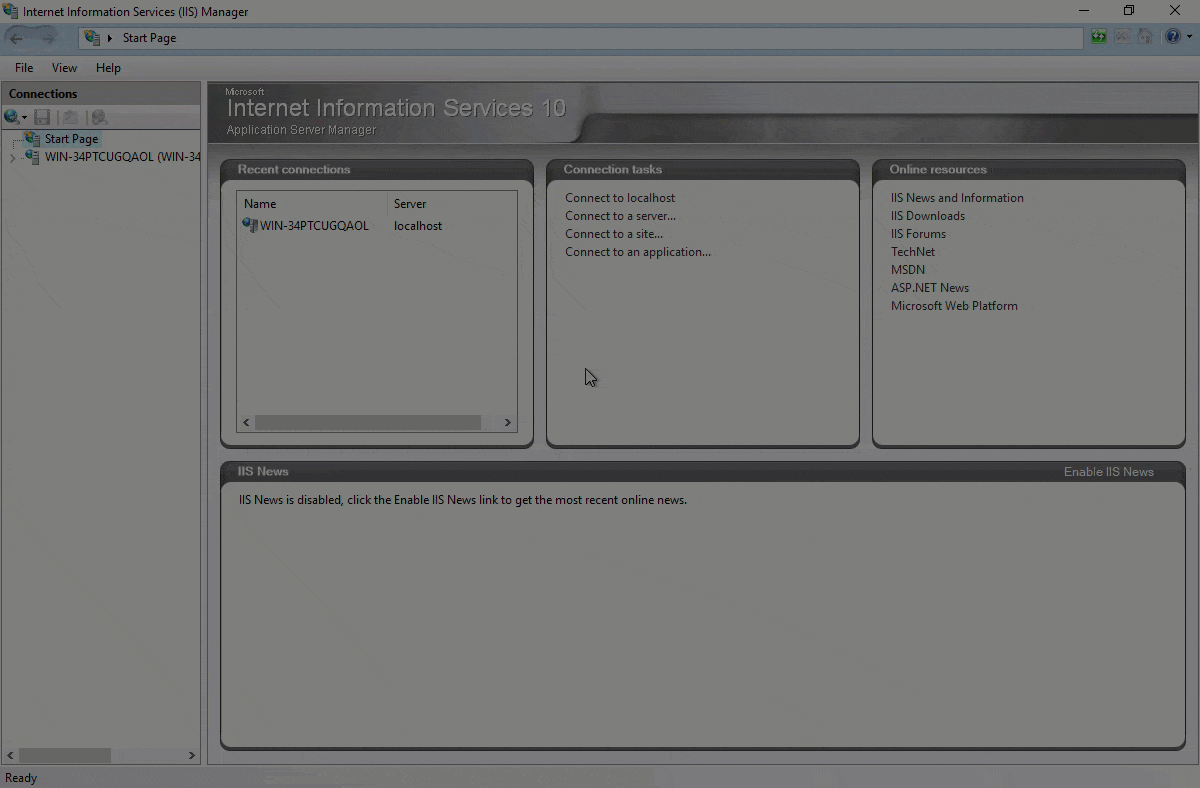 Internet Information Services (IIS) Manager
Start Page
File View Help
Connections
Start Page
WIN-34PTCUGQAOL (WIN-34
Microsoft
Internet Information Services 10
Application Server Manager
Recent connections
Name Server
WIN-34PTCUGQAOL localhost
Connection tasks
Connect to localhost
Connect to a server...
Connect to a site...
Connect to an application...
Online resources
IIS News and Information
IIS Downloads
IIS Forums
TechNet
MSDN
ASP.NET News
Microsoft Web Platform
IIS News Enable IIS News
IIS News is disabled, click the Enable IIS News link to get the most recent online news.
Ready